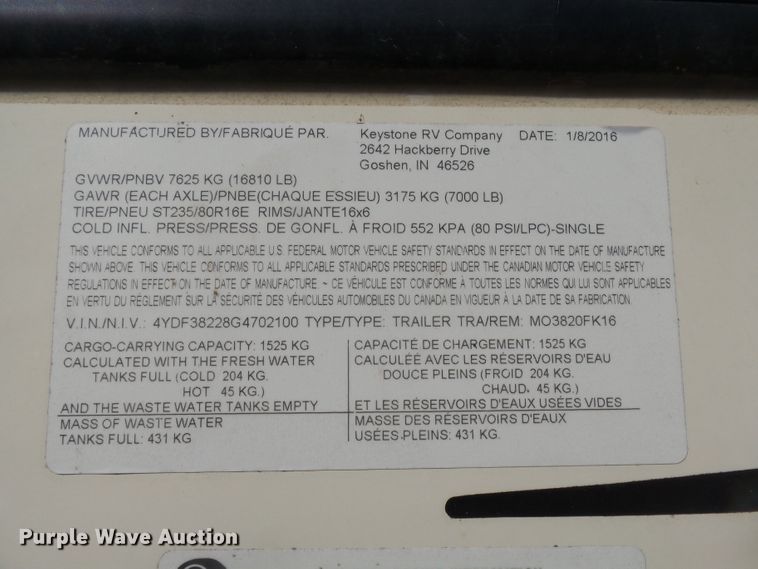 MANUFACTURED BY/FABRIQUÉ PAR. Keystone RV Company DATE: 1/8/2016
2642 Hackberry Drive
Goshen, IN 46526
GVWR/PNBV 7625 KG (16810 LB)
GAWR (EACH AXLE)/PNBE(CHAQUE ESSIEU) 3175 KG (7000 LB)
TIRE/PNEU ST235/80R16E RIMS/JANTE16x6
COLD INFL. PRESS/PRESS. DE GONFL. À FROID 552 KPA (80 PSI/LPC)-SINGLE
THIS VEHICLE CONFORMS TO ALL APPLICABLE U.S. FEDERAL MOTOR VEHICLE SAFETY STANDARDS IN EFFECT ON THE DATE OF MANUFACTURE
SHOWN ABOVE. THIS VEHICLE CONFORMS TO ALL APPLICABLE STANDARDS PRESCRIBED UNDER THE CANADIAN MOTOR VEHICLE SAFETY
REGULATIONS IN EFFECT ON THE DATE OF MANUFACTURE ~ CE VÉHICULE EST CONFORME À TOUTES LES NORMES QUI LUI SONT APPLICABLES
EN VERTU DU RÉGLEMENT SUR LA SÉCURITÉ DES VÉHICULES AUTOMOBILES DU CANADA EN VIGUEUR À LA DATE DE SA FABRICATION.
V.I.N./N.I.V.: 4YDF38228G4702100 TYPE/TYPE: TRAILER TRA/REM: MO3820FK16
CARGO-CARRYING CAPACITY: 1525 KG
CALCULATED WITH THE FRESH WATER
TANKS FULL (COLD 204 KG.
HOT 45 KG.)
AND THE WASTE WATER TANKS EMPTY
MASS OF WASTE WATER
TANKS FULL: 431 KG
CAPACITÉ DE CHARGEMENT: 1525 KG
CALCULÉE AVEC LES RÉSERVOIRS D'EAU
DOUCE PLEINS (FROID 204 KG.
CHAUD. 45 KG.)
ET LES RÉSERVOIRS D'EAUX USÉES VIDES
MASSE DES RÉSERVOIRS D'EAUX
USÉES PLEINS: 431 KG.
Purple Wave Auction